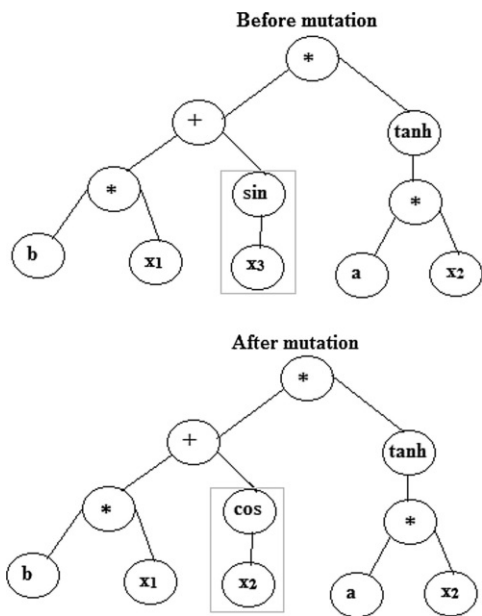 Before mutation
*
+ tanh
* sin *
b x1 x3 a x2
After mutation
*
+ tanh
* cos *
b x1 x2 a x2